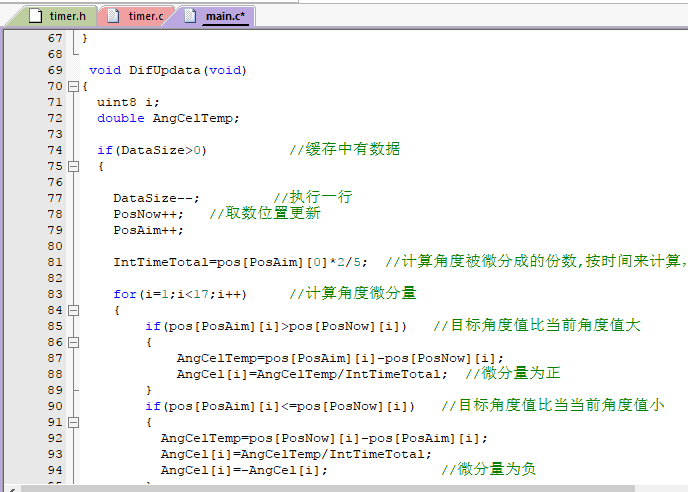 timer.h timer.c main.c*
67 }
68
69 void DifUpdata(void)
70 {
71 uint8 i;
72 double AngCelTemp;
73
74 if(DataSize>0) //缓存中有数据
75 {
76
77 DataSize--; //执行一行
78 PosNow++; //取数位置更新
79 PosAim++;
80
81 IntTimeTotal=pos[PosAim][0]*2/5; //计算角度被微分成的份数,按时间来计算,
82
83 for(i=1;i<17;i++) //计算角度微分量
84 {
85 if(pos[PosAim][i]>pos[PosNow][i]) //目标角度值比当前角度值大
86 {
87 AngCelTemp=pos[PosAim][i]-pos[PosNow][i];
88 AngCel[i]=AngCelTemp/IntTimeTotal; //微分量为正
89 }
90 if(pos[PosAim][i]<=pos[PosNow][i]) //目标角度值比当当前角度值小
91 {
92 AngCelTemp=pos[PosNow][i]-pos[PosAim][i];
93 AngCel[i]=AngCelTemp/IntTimeTotal;
94 AngCel[i]=-AngCel[i]; //微分量为负